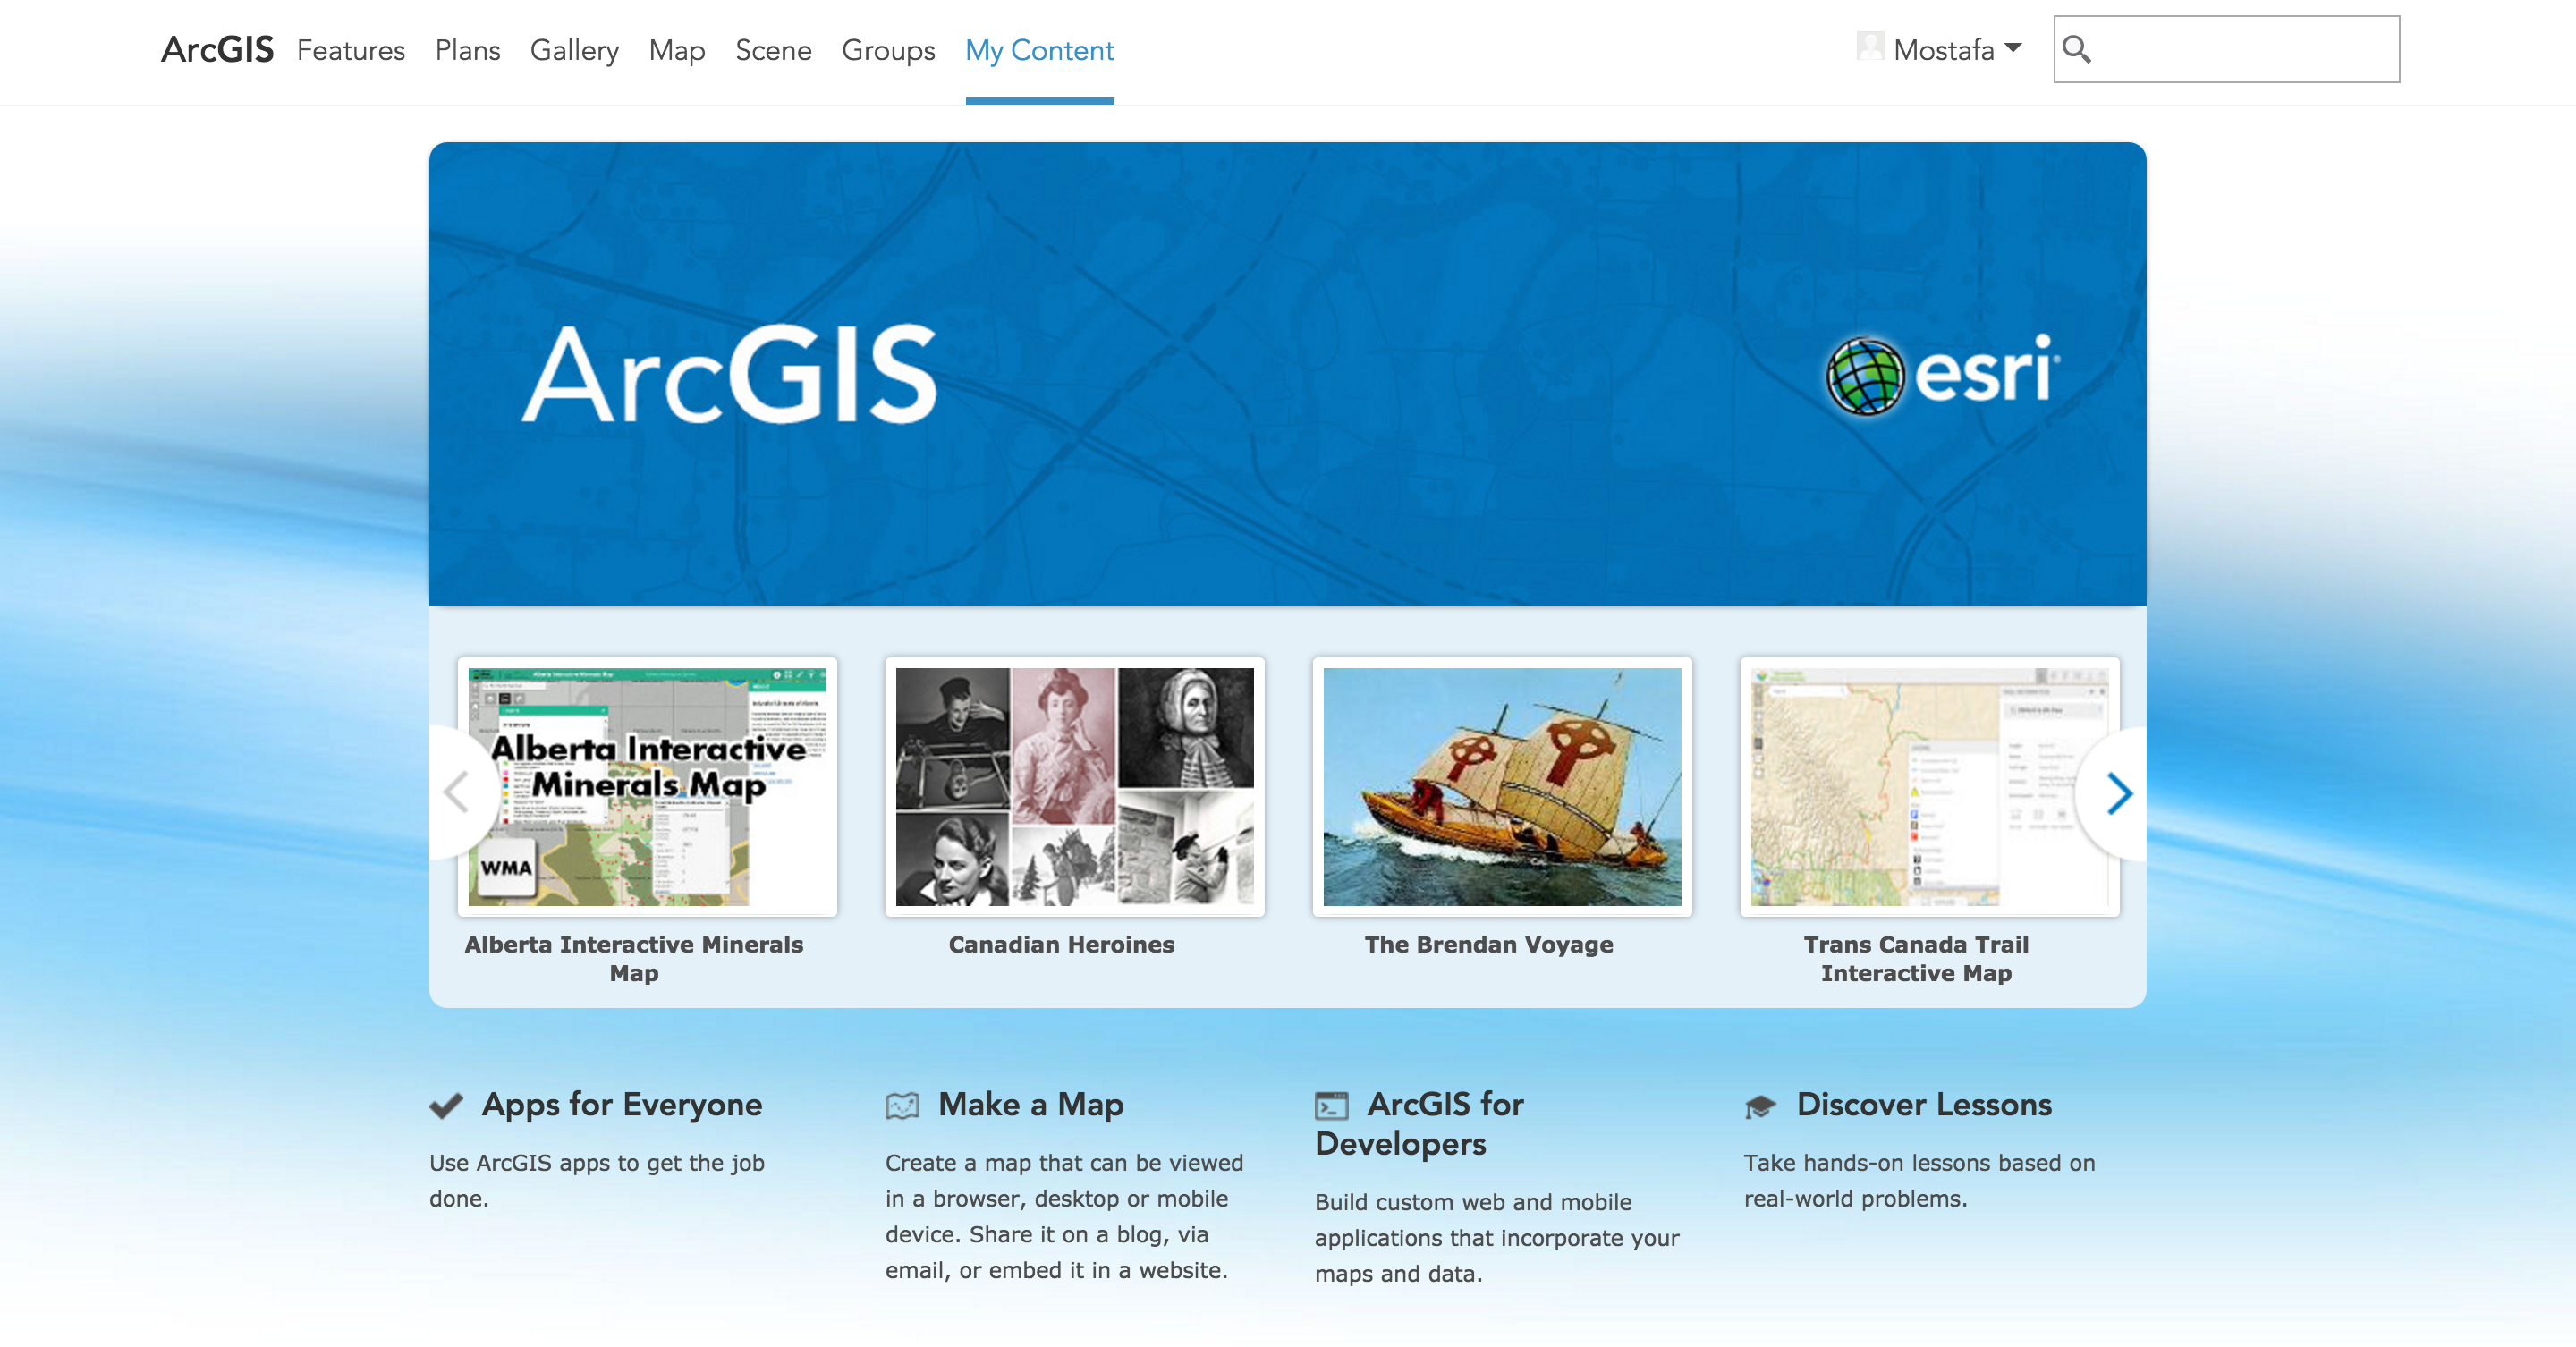 ArcGIS Features Plans Gallery Map Scene Groups My Content Mostafa
ArcGIS
esri
Alberta Interactive
Minerals Map
WMA
Alberta Interactive Minerals
Map
Canadian Heroines
The Brendan Voyage
Trans Canada Trail
Interactive Map
Apps for Everyone
Use ArcGIS apps to get the job
done.
Make a Map
Create a map that can be viewed
in a browser, desktop or mobile
device. Share it on a blog, via
email, or embed it in a website.
ArcGIS for
Developers
Build custom web and mobile
applications that incorporate your
maps and data.
Discover Lessons
Take hands-on lessons based on
real-world problems.